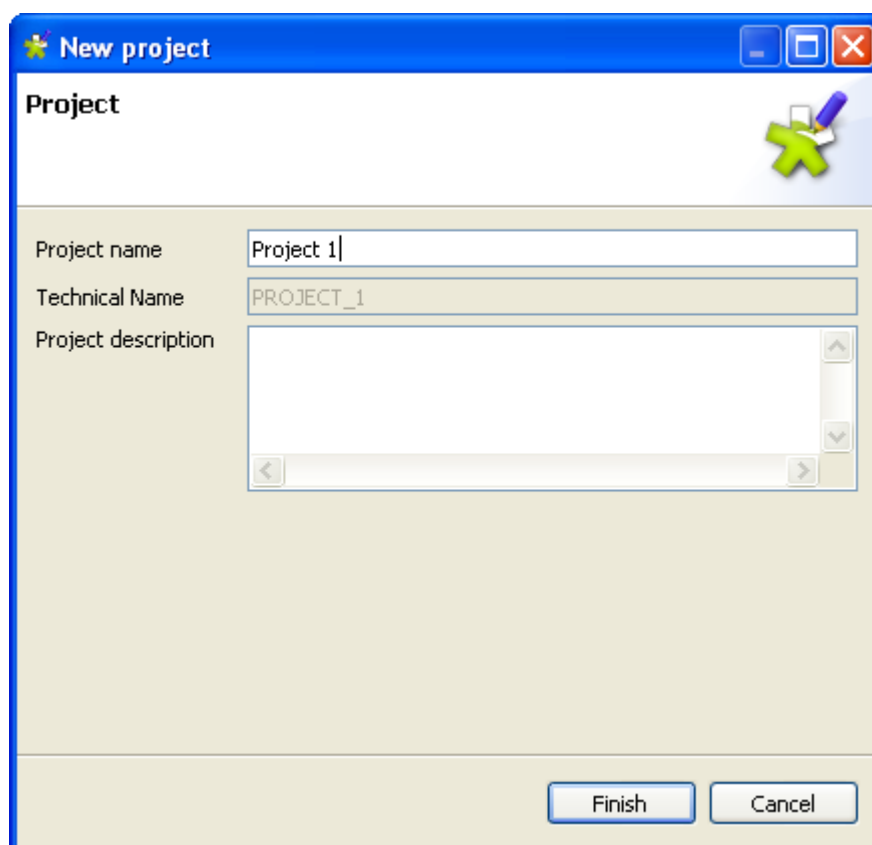 New project
Project
Project name Project 1
Technical Name PROJECT_1
Project description
Finish Cancel